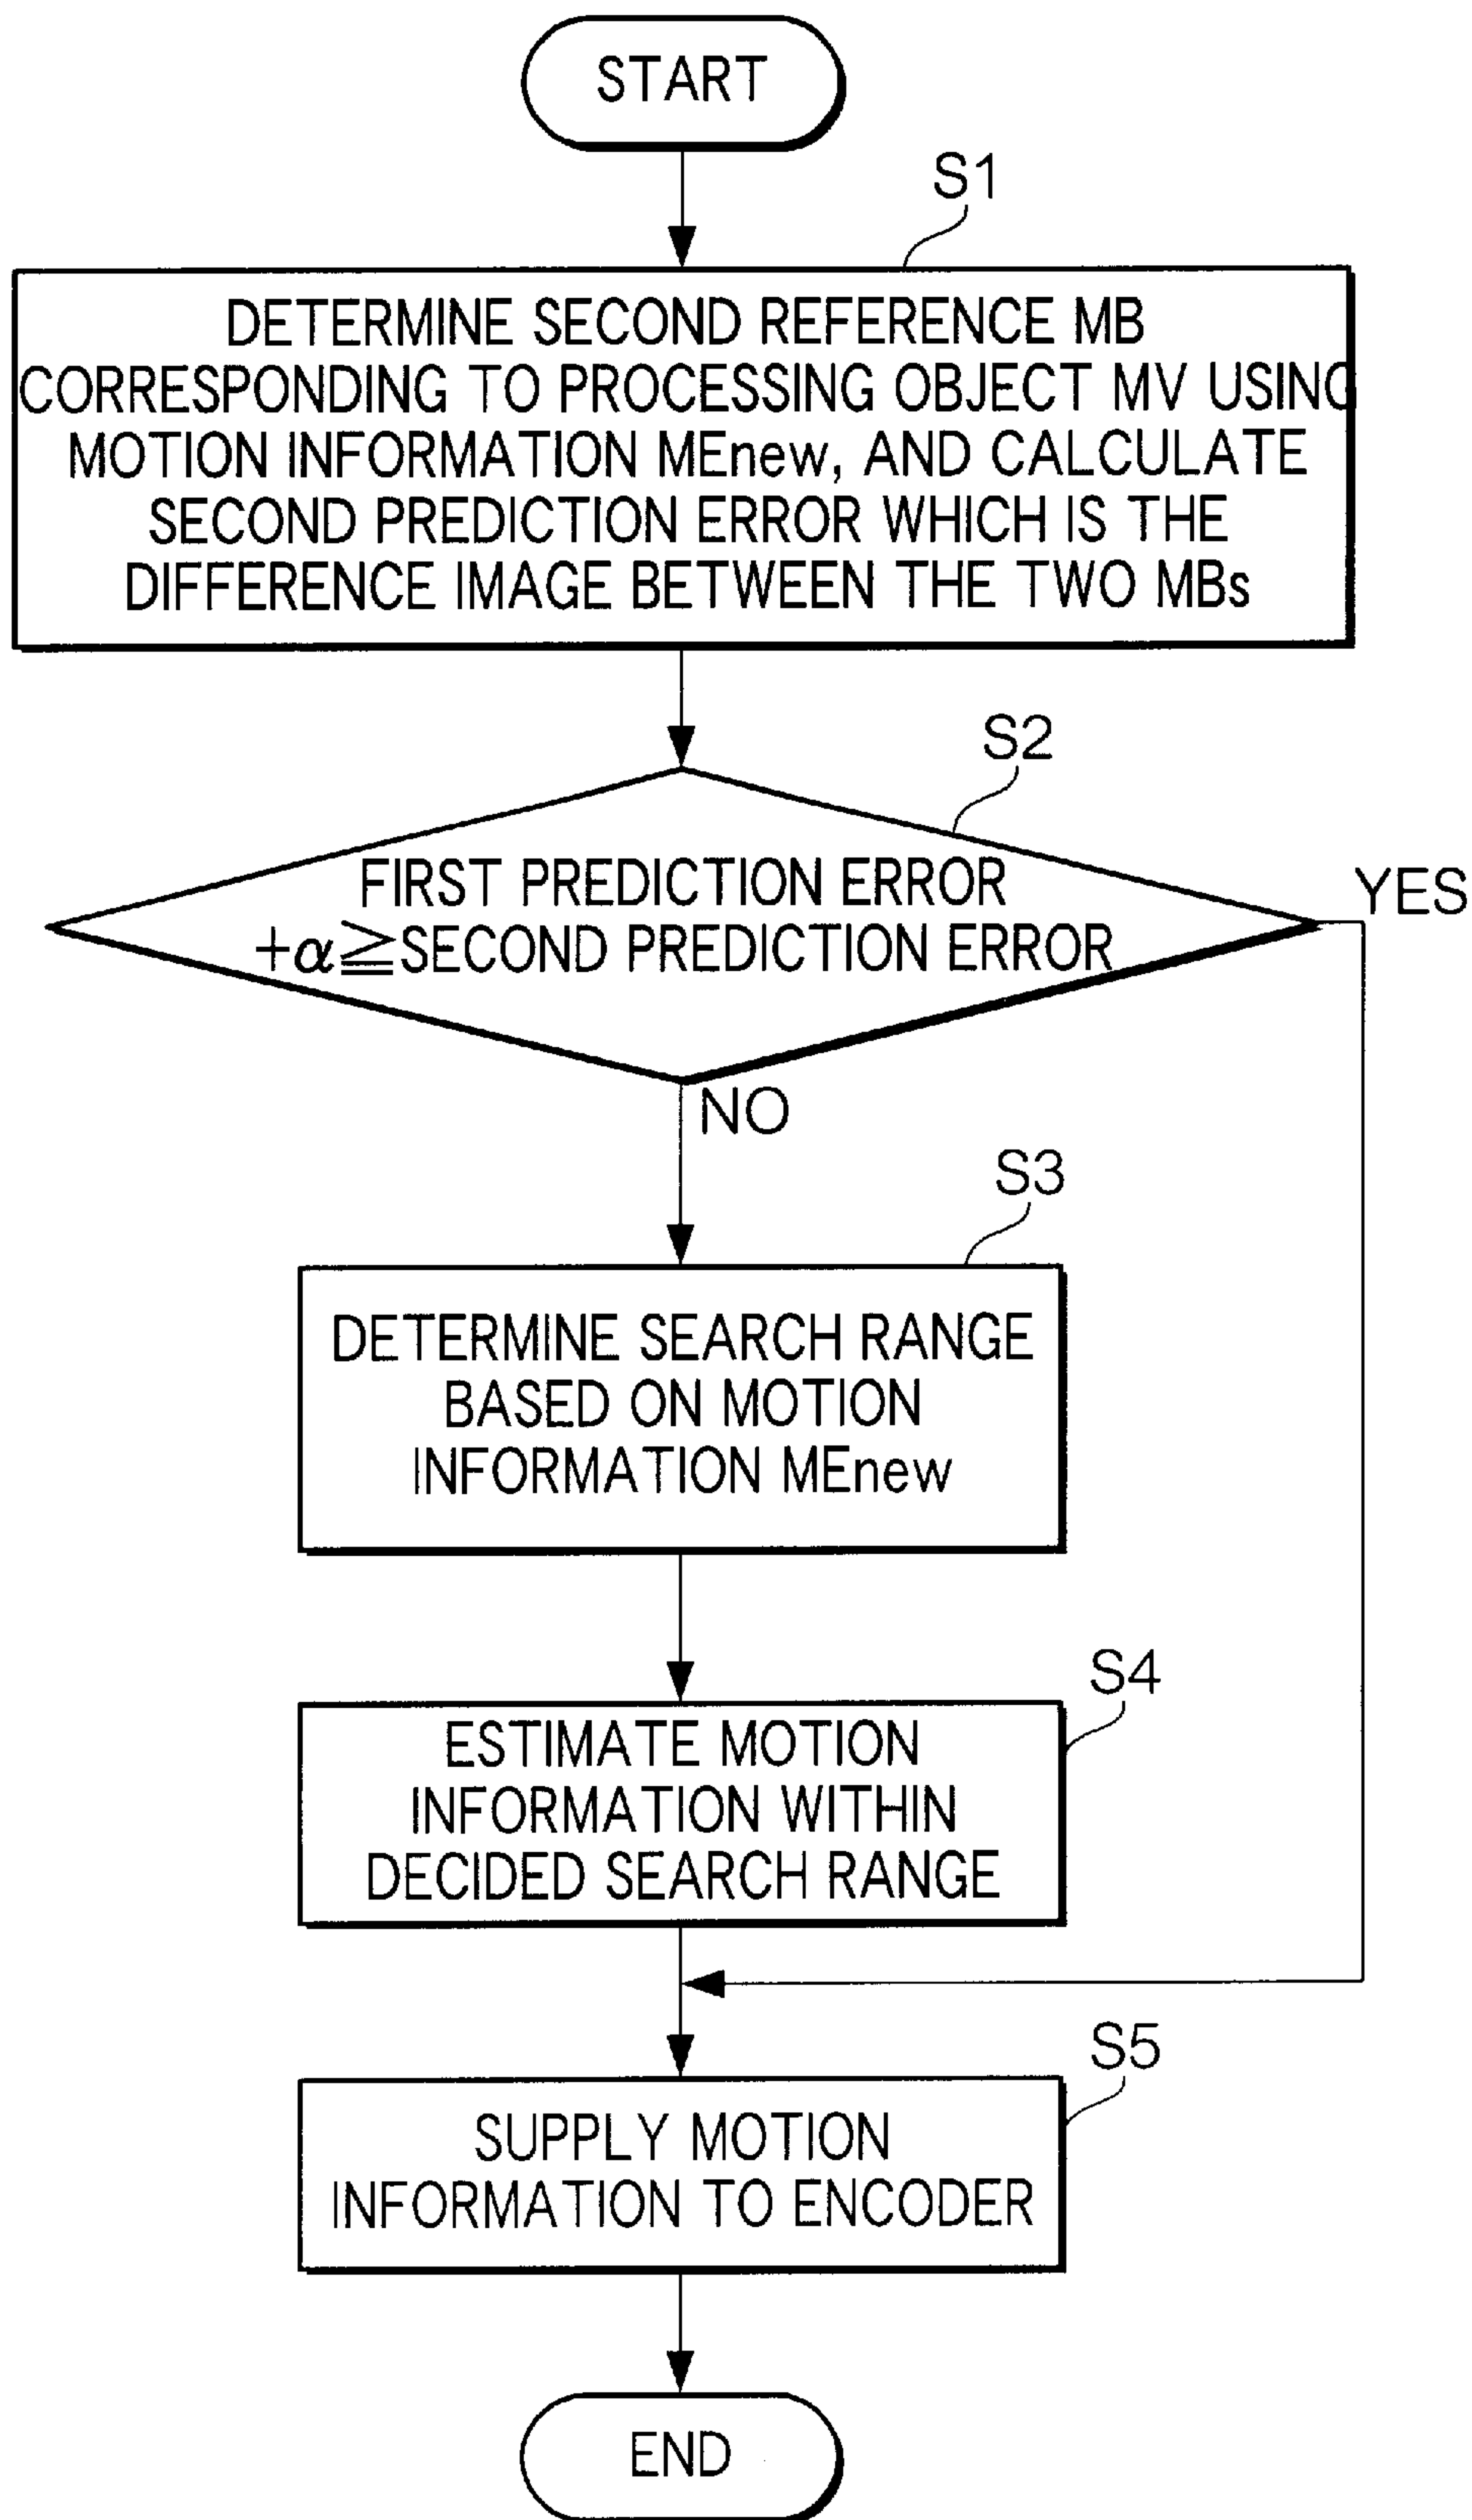 START
S1
DETERMINE SECOND REFERENCE MB
CORRESPONDING TO PROCESSING OBJECT MV USING
MOTION INFORMATION MEnew, AND CALCULATE
SECOND PREDICTION ERROR WHICH IS THE
DIFFERENCE IMAGE BETWEEN THE TWO MBs
S2
FIRST PREDICTION ERROR
+α≧SECOND PREDICTION ERROR
YES
NO
S3
DETERMINE SEARCH RANGE
BASED ON MOTION
INFORMATION MEnew
S4
ESTIMATE MOTION
INFORMATION WITHIN
DECIDED SEARCH RANGE
S5
SUPPLY MOTION
INFORMATION TO ENCODER
END